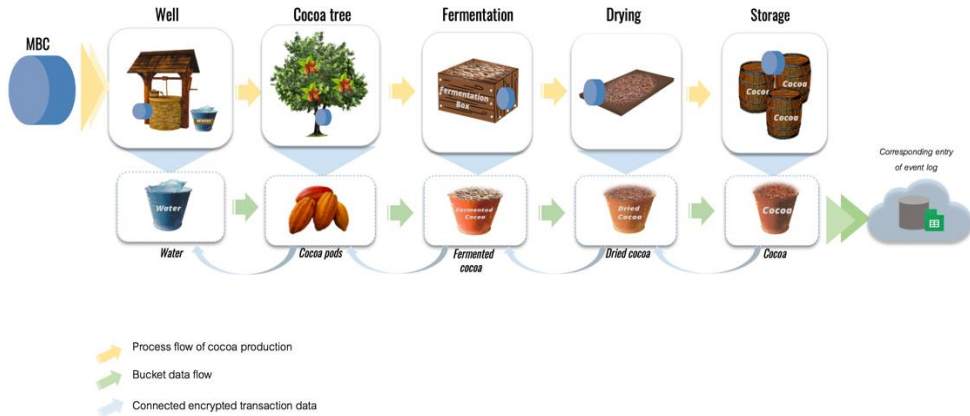 Well
Cocoa tree
Fermentation
Drying
Storage
MBC
Water
Fermentation
Box
Cocoa
Cocoa
Cocoa
Corresponding entry
of event log
Water
Fermented
Cocoa
Dried
Cocoa
Cocoa
Water
Cocoa pods
Fermented
cocoa
Dried cocoa
Cocoa
Process flow of cocoa production
Bucket data flow
Connected encrypted transaction data